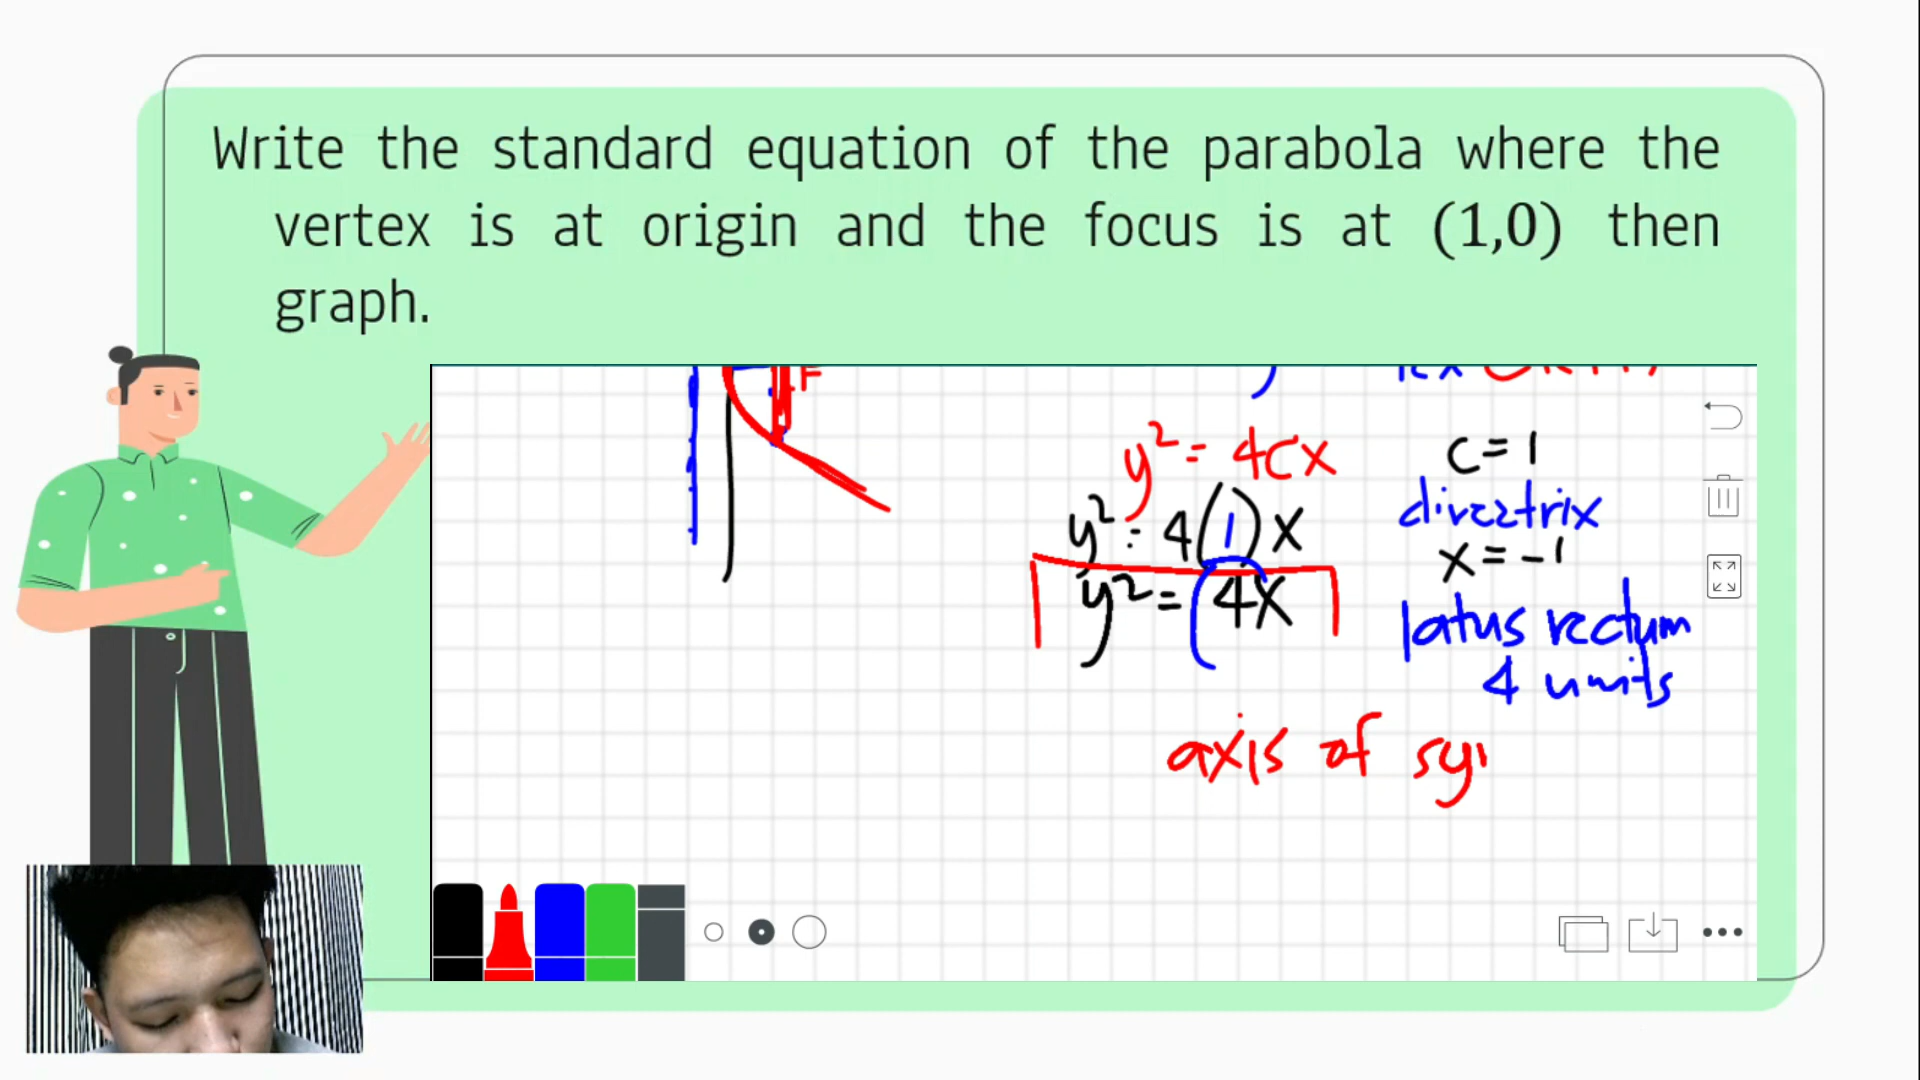 Write the standard equation of the parabola where the
vertex is at origin and the focus is at (1,0) then
graph.
F
y² = 4cx
c = 1
y² = 4(1)x
directrix
x = -1
y² = 4x
latus rectum
4 units
axis of sy